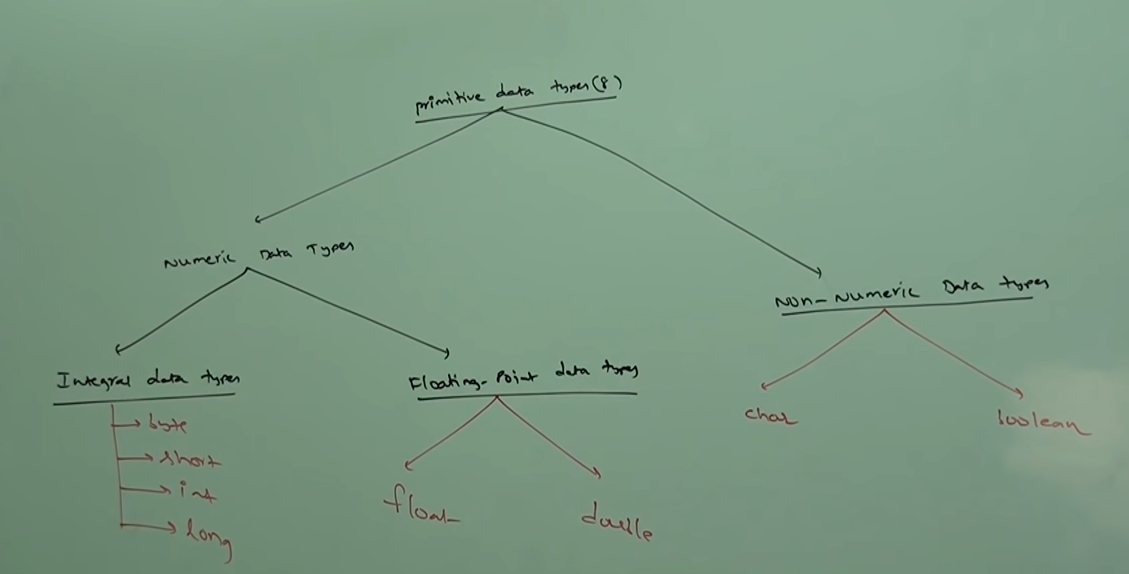 primitive data types(8)
Numeric Data Types
Non-Numeric Data types
Integral data types
Floating-Point data types
byte
short
int
long
float
double
char
boolean